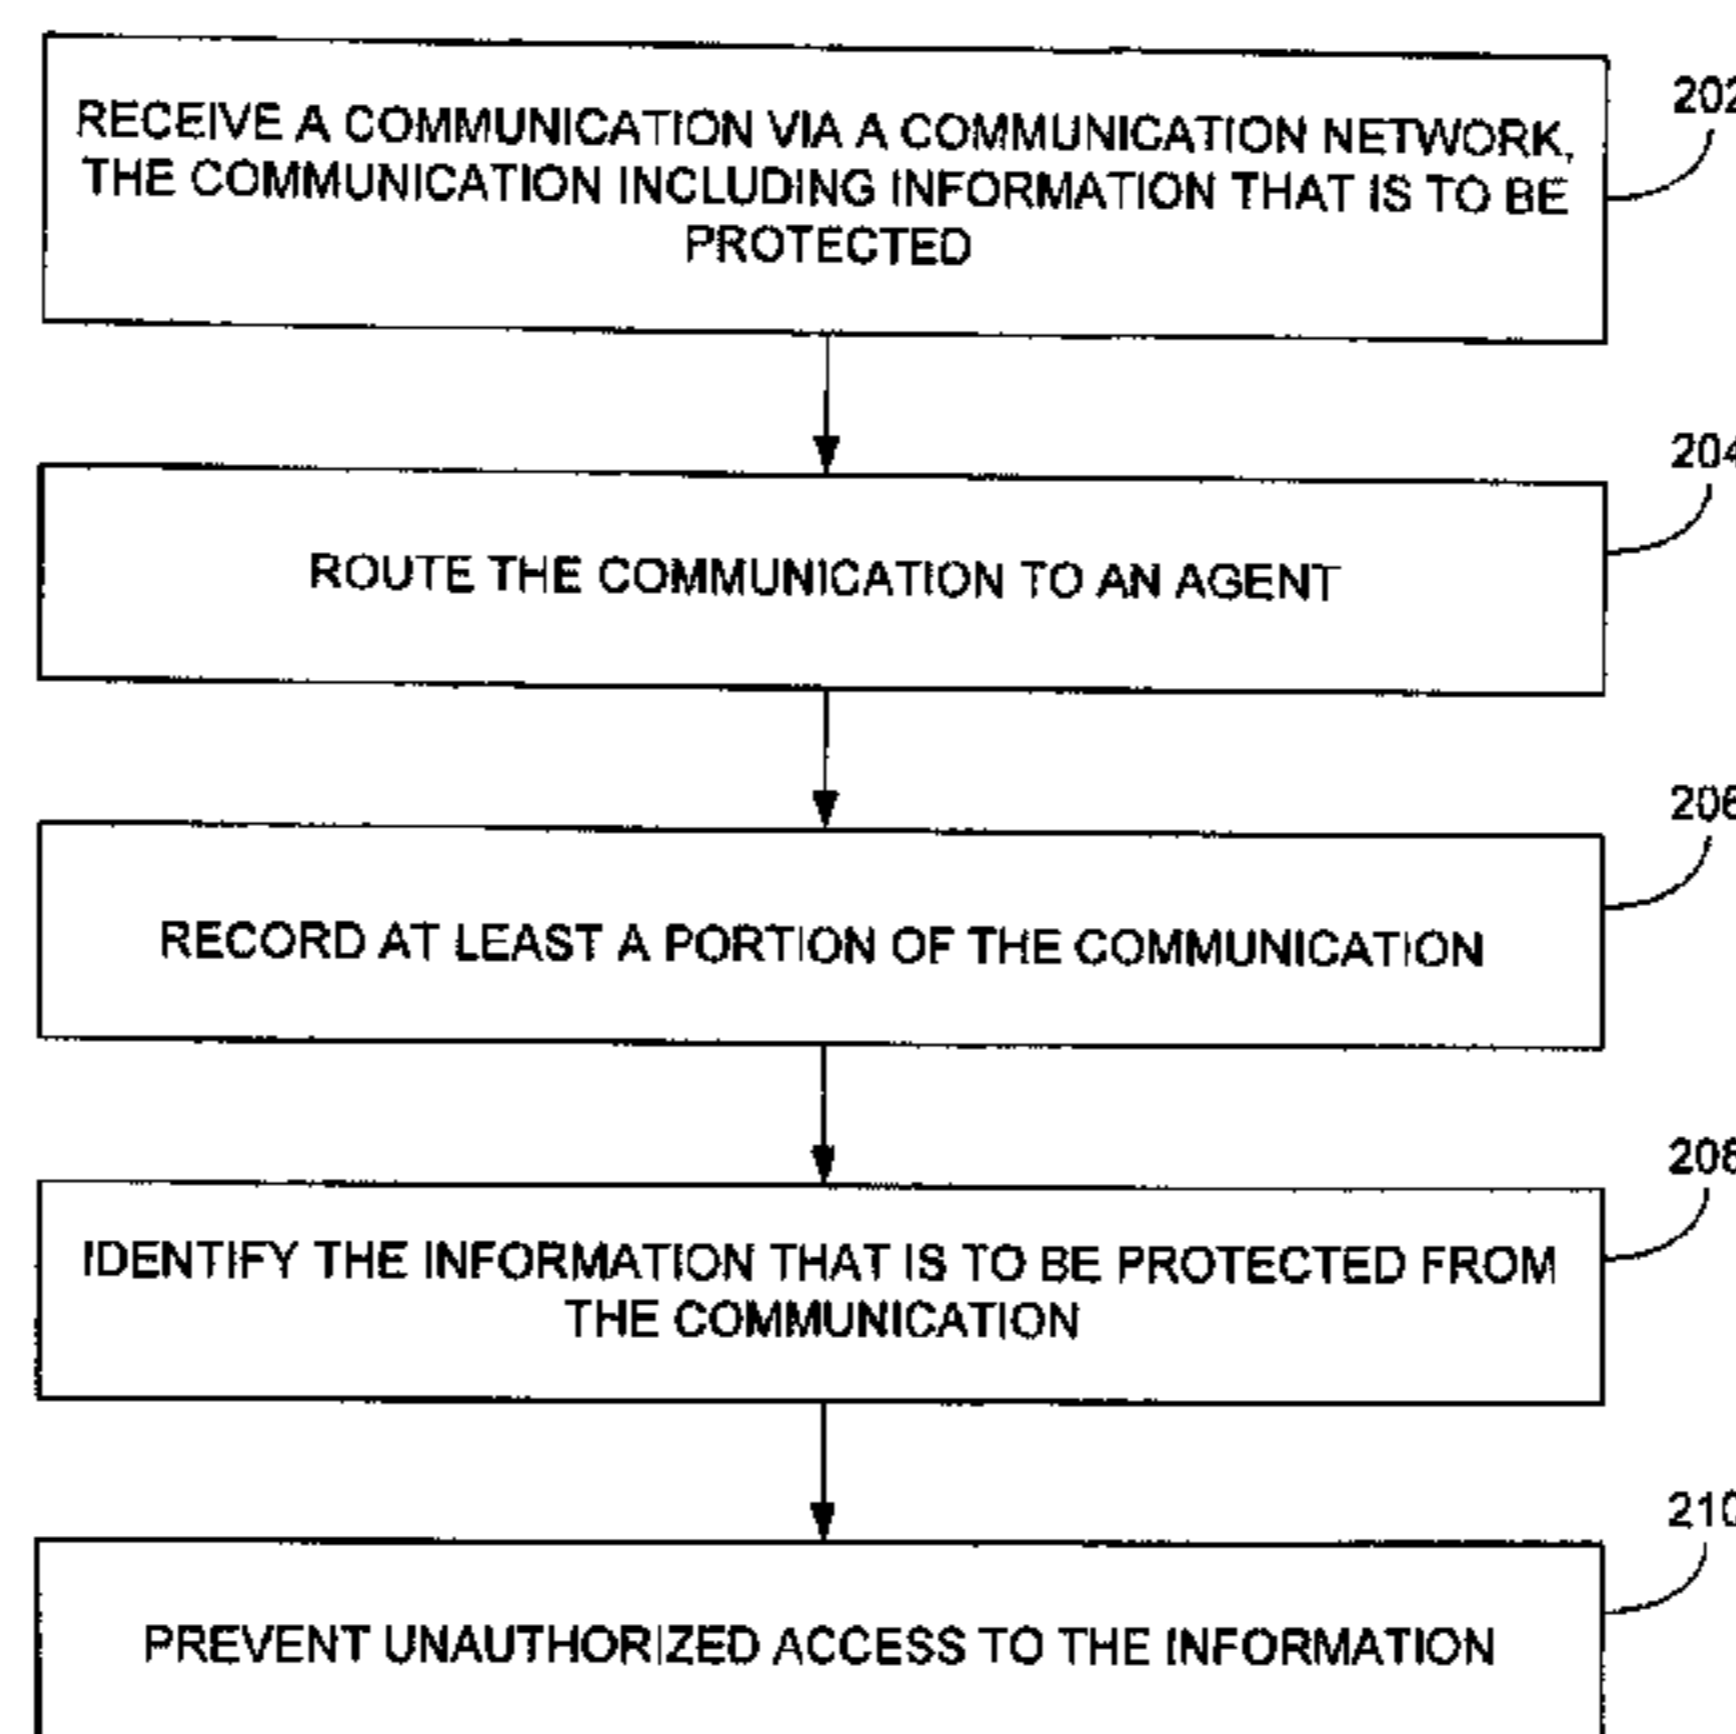 RECEIVE A COMMUNICATION VIA A COMMUNICATION NETWORK,
THE COMMUNICATION INCLUDING INFORMATION THAT IS TO BE
PROTECTED
202
ROUTE THE COMMUNICATION TO AN AGENT
204
RECORD AT LEAST A PORTION OF THE COMMUNICATION
206
IDENTIFY THE INFORMATION THAT IS TO BE PROTECTED FROM
THE COMMUNICATION
208
PREVENT UNAUTHORIZED ACCESS TO THE INFORMATION
210